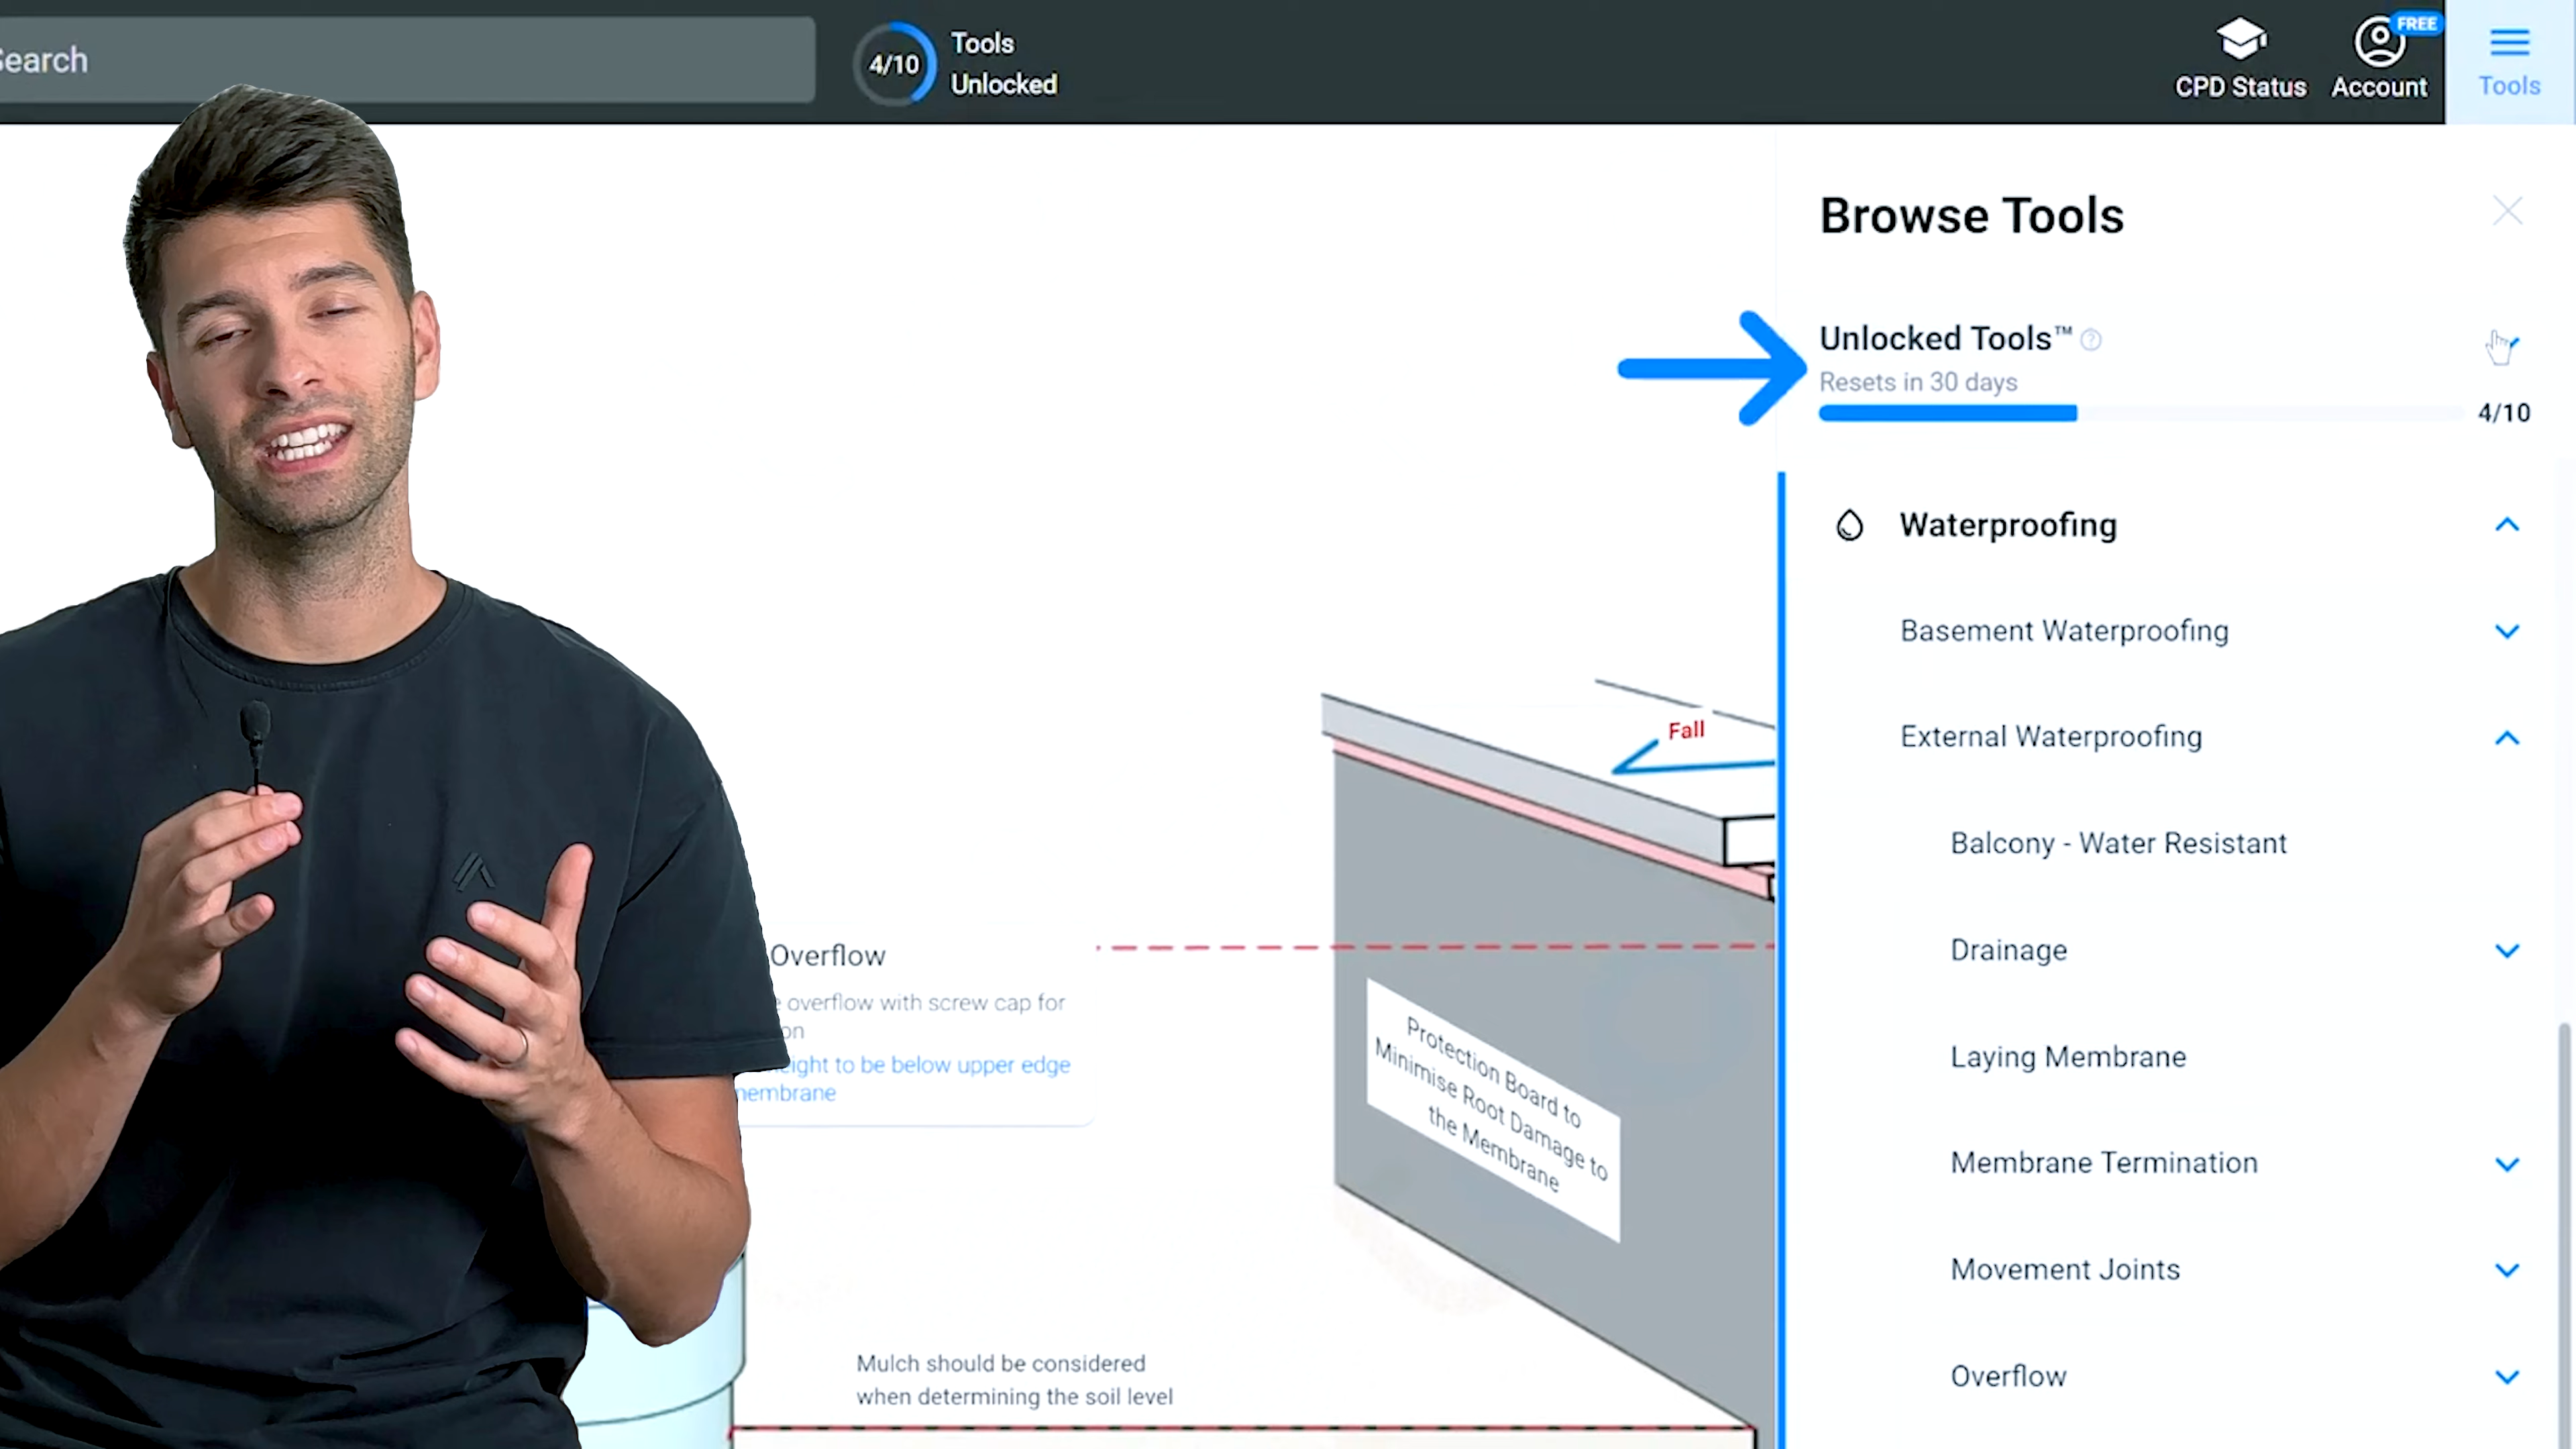 Search
4/10
Tools
Unlocked
CPD Status
FREE
Account
Tools
Browse Tools
Unlocked Tools™
Resets in 30 days
4/10
Waterproofing
Basement Waterproofing
External Waterproofing
Balcony - Water Resistant
Drainage
Laying Membrane
Membrane Termination
Movement Joints
Overflow
Fall
Overflow
overflow with screw cap for
to be below upper edge
Protection Board to
Minimise Root Damage to
the Membrane
Mulch should be considered
when determining the soil level